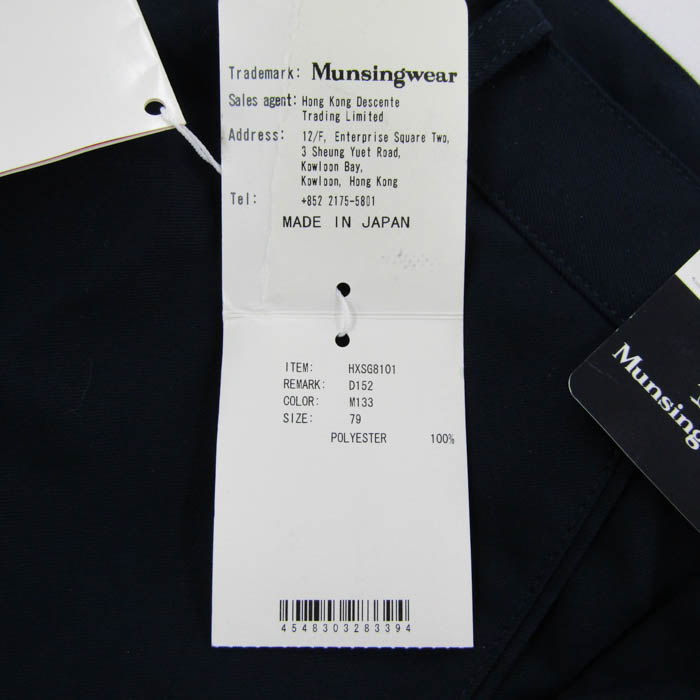 Trademark: Munsingwear
Sales agent: Hong Kong Descente
Trading Limited
Address: 12/F, Enterprise Square Two,
3 Sheung Yuet Road,
Kowloon Bay,
Kowloon, Hong Kong
Tel: +852 2175-5801
MADE IN JAPAN
ITEM: HXSG8101
REMARK: D152
COLOR: M133
SIZE: 79
POLYESTER 100%
4548303283394
Munsing